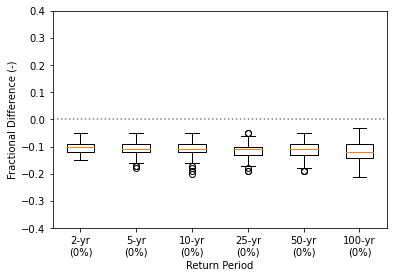 0.4
0.3
0.2
0.1
0.0
−0.1
−0.2
−0.3
−0.4
Fractional Difference (-)
2-yr 5-yr 10-yr 25-yr 50-yr 100-yr
(0%) (0%) (0%) (0%) (0%) (0%)
Return Period